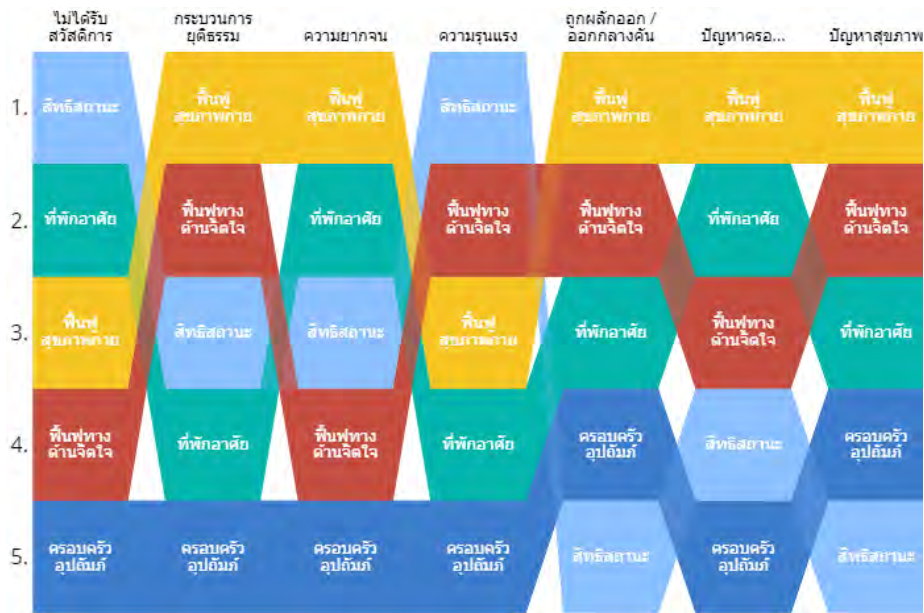 ไม่ได้รับ
สวัสดิการ
กระบวนการ
ยุติธรรม
ความยากจน
ความรุนแรง
ถูกผลักออก /
ออกกลางคัน
ปัญหาครอ...
ปัญหาสุขภาพ
1.
สิทธิสถานะ
ฟื้นฟู
สุขภาพกาย
ฟื้นฟู
สุขภาพกาย
สิทธิสถานะ
ฟื้นฟู
สุขภาพกาย
ฟื้นฟู
สุขภาพกาย
ฟื้นฟู
สุขภาพกาย
2.
ที่พักอาศัย
ฟื้นฟูทาง
ด้านจิตใจ
ที่พักอาศัย
ฟื้นฟูทาง
ด้านจิตใจ
ฟื้นฟูทาง
ด้านจิตใจ
ที่พักอาศัย
ฟื้นฟูทาง
ด้านจิตใจ
3.
ฟื้นฟู
สุขภาพกาย
สิทธิสถานะ
สิทธิสถานะ
ฟื้นฟู
สุขภาพกาย
ที่พักอาศัย
ฟื้นฟูทาง
ด้านจิตใจ
ที่พักอาศัย
4.
ฟื้นฟูทาง
ด้านจิตใจ
ที่พักอาศัย
ฟื้นฟูทาง
ด้านจิตใจ
ที่พักอาศัย
ครอบครัว
อุปถัมภ์
สิทธิสถานะ
ครอบครัว
อุปถัมภ์
5.
ครอบครัว
อุปถัมภ์
ครอบครัว
อุปถัมภ์
ครอบครัว
อุปถัมภ์
ครอบครัว
อุปถัมภ์
สิทธิสถานะ
ครอบครัว
อุปถัมภ์
สิทธิสถานะ